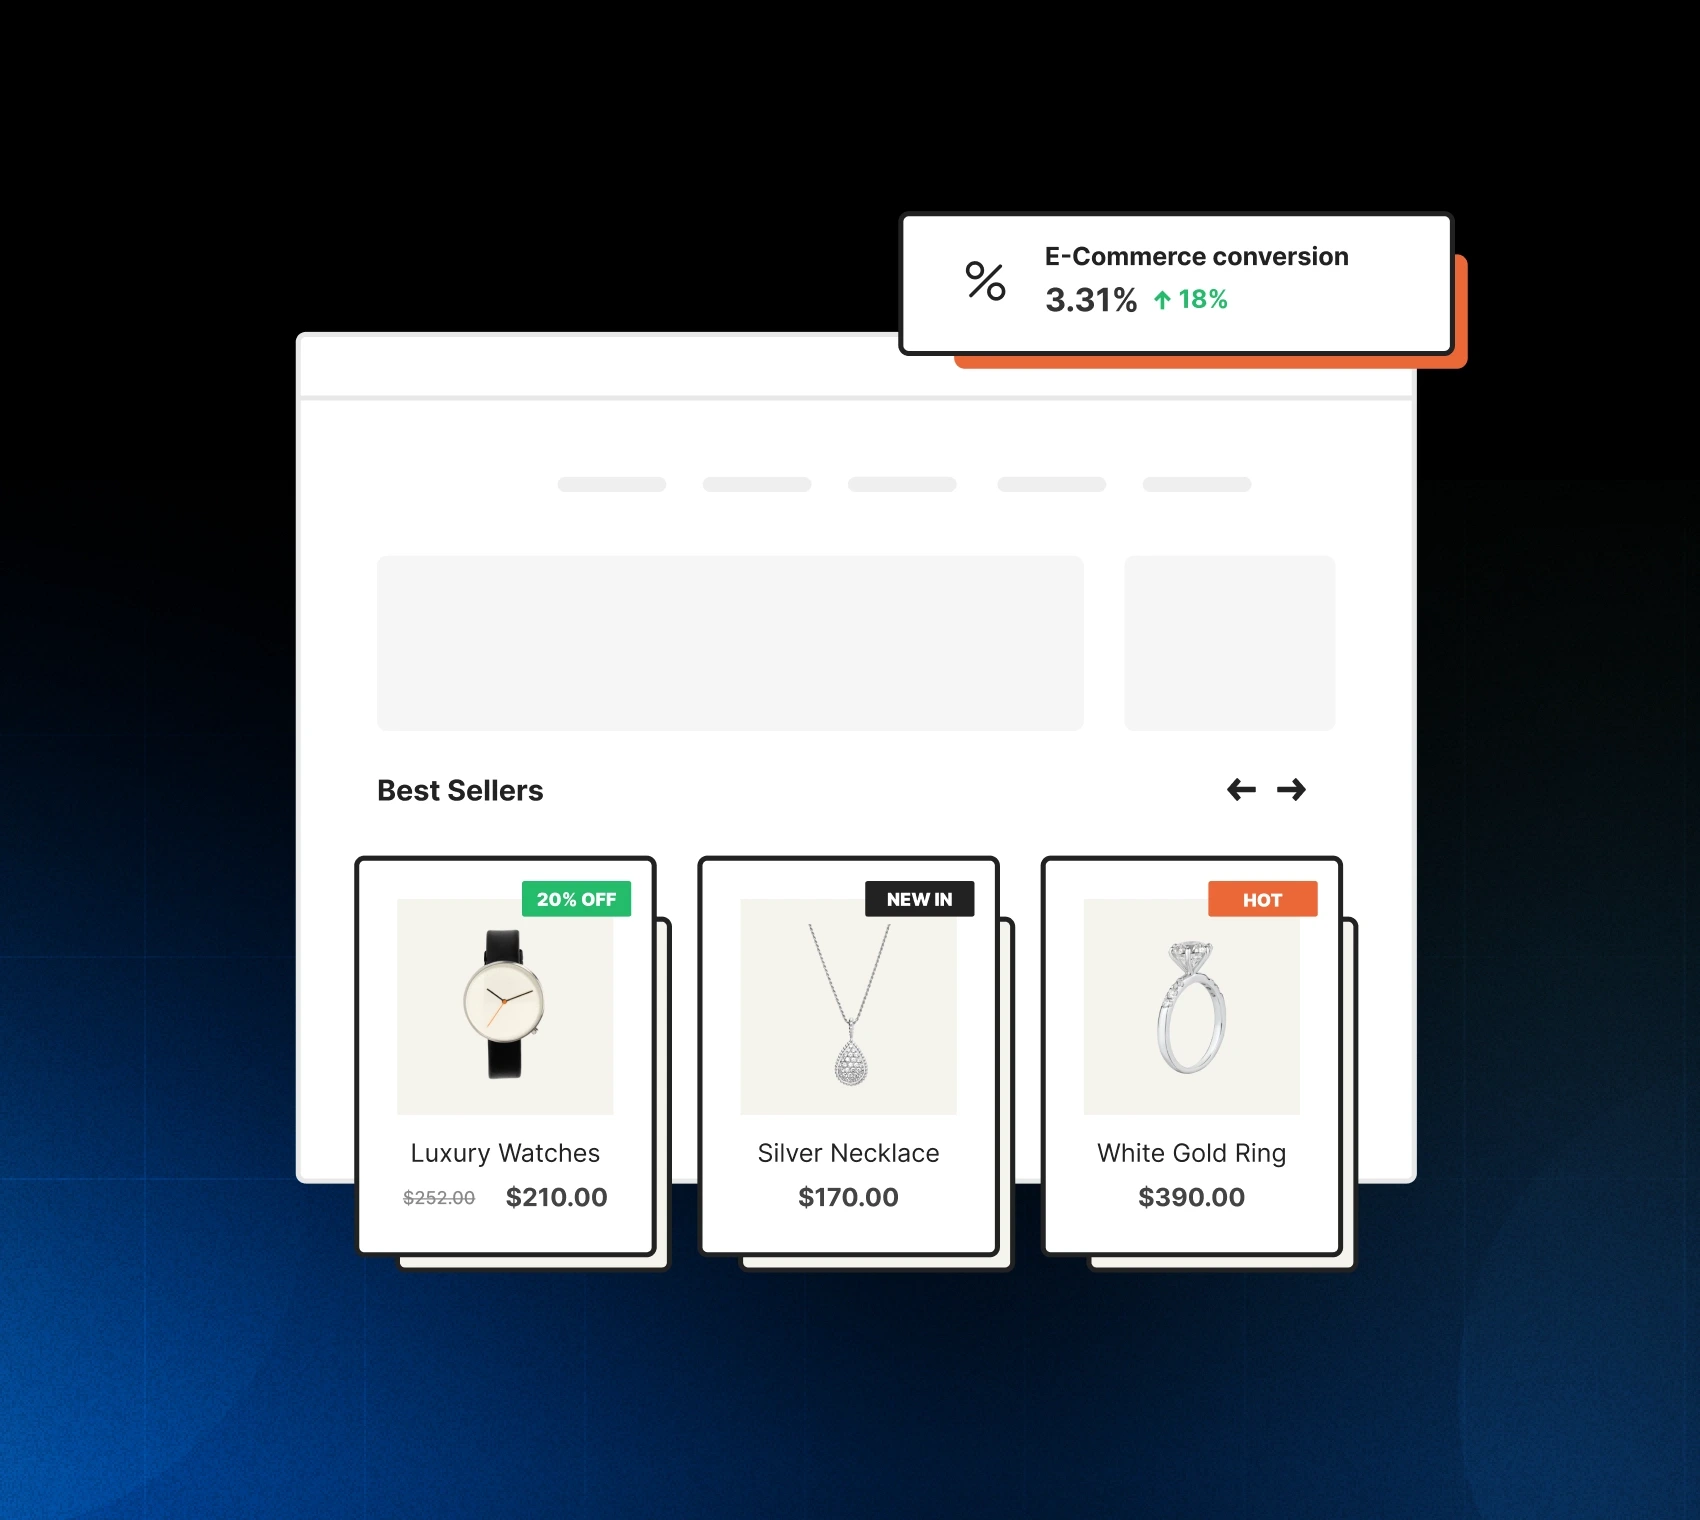 E-Commerce conversion
3.31% ↑ 18%
Best Sellers
20% OFF
Luxury Watches
$252.00 $210.00
NEW IN
Silver Necklace
$170.00
HOT
White Gold Ring
$390.00